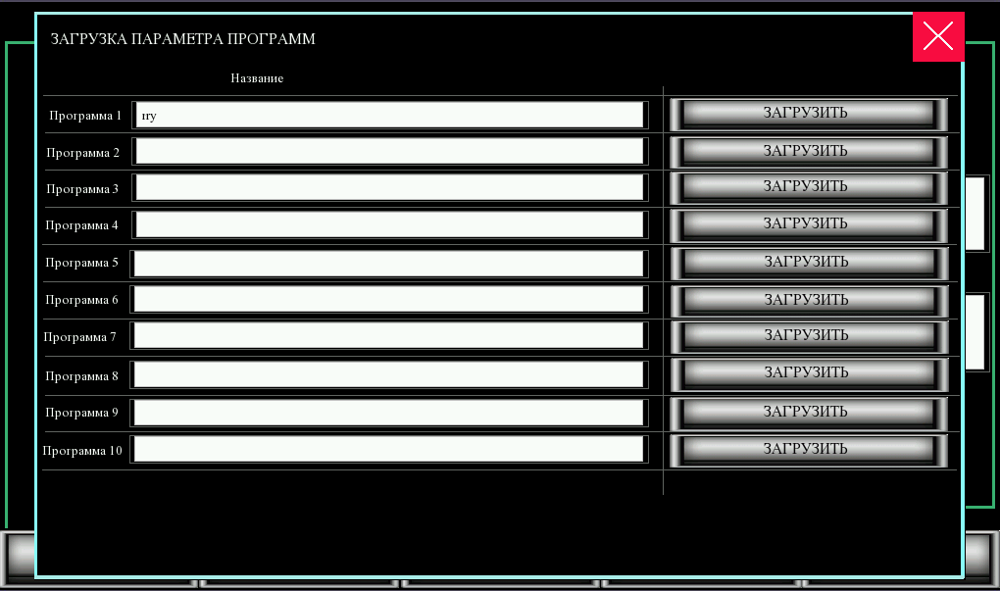 ЗАГРУЗКА ПАРАМЕТРА ПРОГРАММ
Название
Программа 1 rry ЗАГРУЗИТЬ
Программа 2 ЗАГРУЗИТЬ
Программа 3 ЗАГРУЗИТЬ
Программа 4 ЗАГРУЗИТЬ
Программа 5 ЗАГРУЗИТЬ
Программа 6 ЗАГРУЗИТЬ
Программа 7 ЗАГРУЗИТЬ
Программа 8 ЗАГРУЗИТЬ
Программа 9 ЗАГРУЗИТЬ
Программа 10 ЗАГРУЗИТЬ